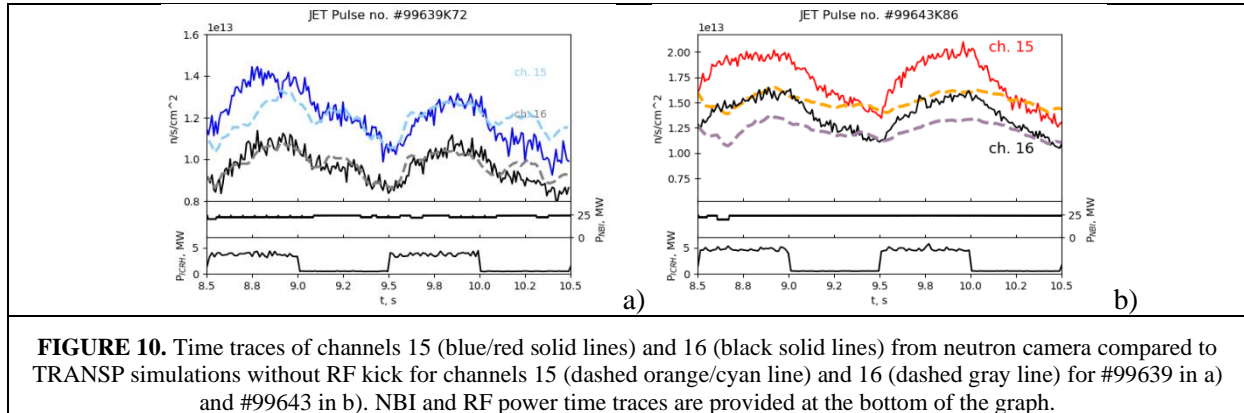 JET Pulse no. #99639K72
1e13
1.6
1.4
1.2
1.0
0.8
n/s/cm^2
ch. 15
ch. 16
25
0
P_NBI, MW
5
0
P_ICRH, MW
8.5 8.8 9.0 9.2 9.5 9.8 10.0 10.2 10.5
t, s
a)
JET Pulse no. #99643K86
1e13
2.00
1.75
1.50
1.25
1.00
0.75
n/s/cm^2
ch. 15
ch. 16
25
0
P_NBI, MW
5
0
P_ICRH, MW
8.5 8.8 9.0 9.2 9.5 9.8 10.0 10.2 10.5
t, s
b)
FIGURE 10. Time traces of channels 15 (blue/red solid lines) and 16 (black solid lines) from neutron camera compared to
TRANSP simulations without RF kick for channels 15 (dashed orange/cyan line) and 16 (dashed gray line) for #99639 in a)
and #99643 in b). NBI and RF power time traces are provided at the bottom of the graph.